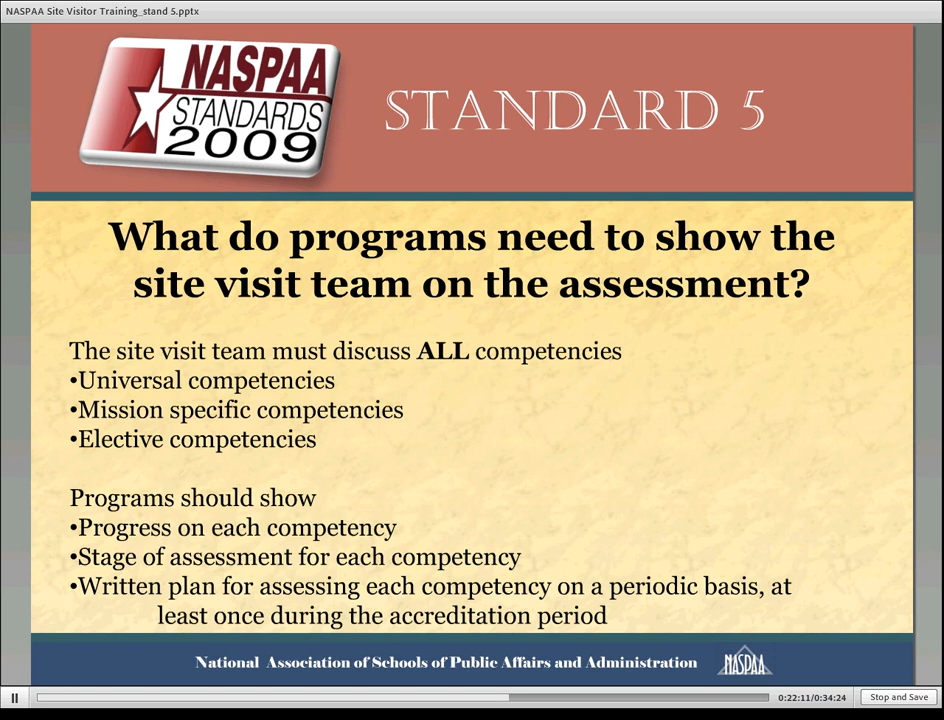 NASPAA Site Visitor Training_stand 5.pptx
NASPAA
STANDARDS
2009
STANDARD 5
What do programs need to show the
site visit team on the assessment?
The site visit team must discuss ALL competencies
•Universal competencies
•Mission specific competencies
•Elective competencies
Programs should show
•Progress on each competency
•Stage of assessment for each competency
•Written plan for assessing each competency on a periodic basis, at
least once during the accreditation period
National Association of Schools of Public Affairs and Administration
NASPAA
0:22:11/0:34:24
Stop and Save